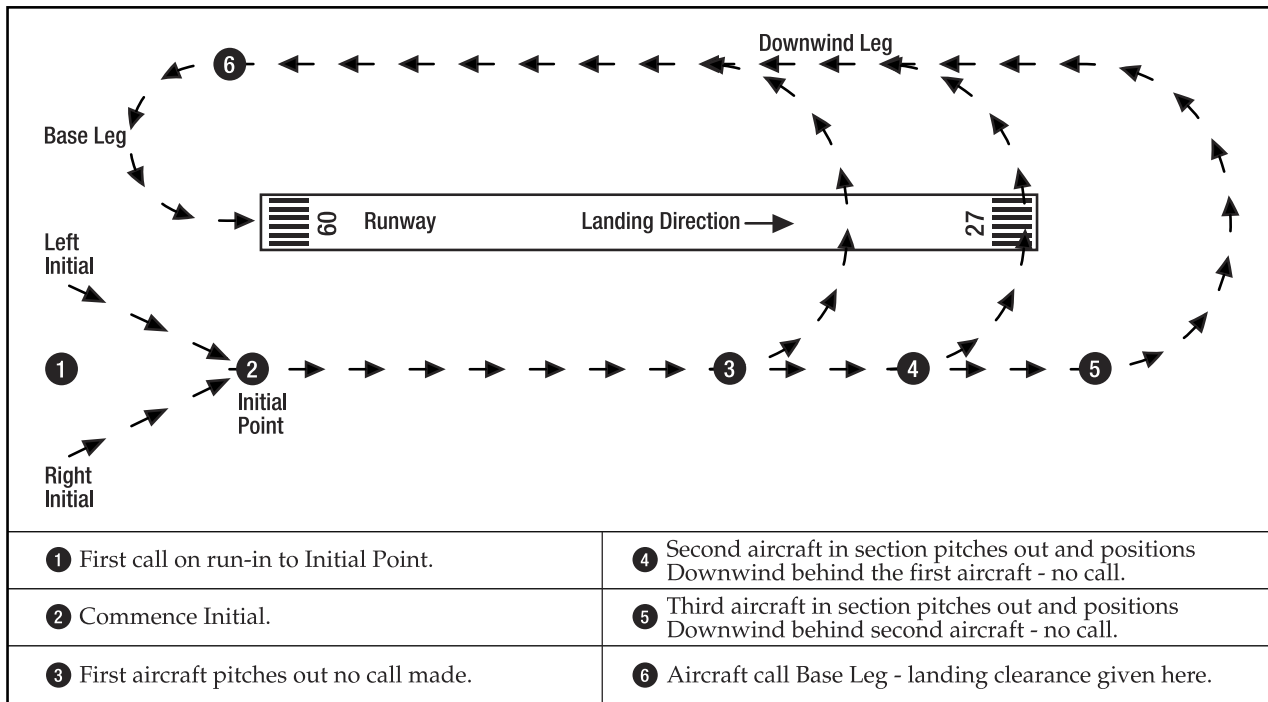 6
Downwind Leg
Base Leg
09
Runway
Landing Direction
27
Left
Initial
1
2
3
4
5
Initial
Point
Right
Initial
1 First call on run-in to Initial Point.
4 Second aircraft in section pitches out and positions
Downwind behind the first aircraft - no call.
2 Commence Initial.
5 Third aircraft in section pitches out and positions
Downwind behind second aircraft - no call.
3 First aircraft pitches out no call made.
6 Aircraft call Base Leg - landing clearance given here.